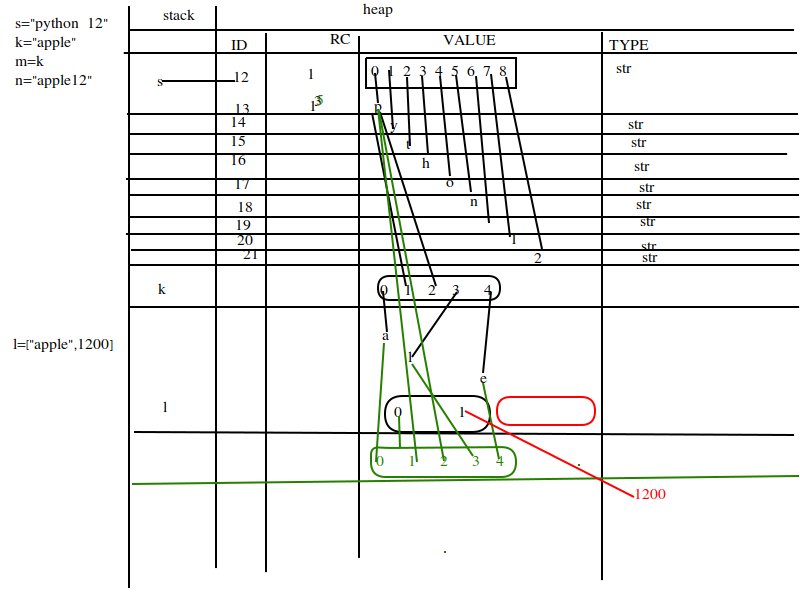 stack heap
s="python 12"
k="apple"
m=k
n="apple12"
ID RC VALUE TYPE
s 12 1 0 1 2 3 4 5 6 7 8 str
13 1 p
14 y str
15 t str
16 h str
17 o str
18 n str
19 str
20 1 str
21 2 str
k 0 1 2 3 4
l=["apple",1200]
a
l
e
l 0 1
0 1 2 3 4
1200